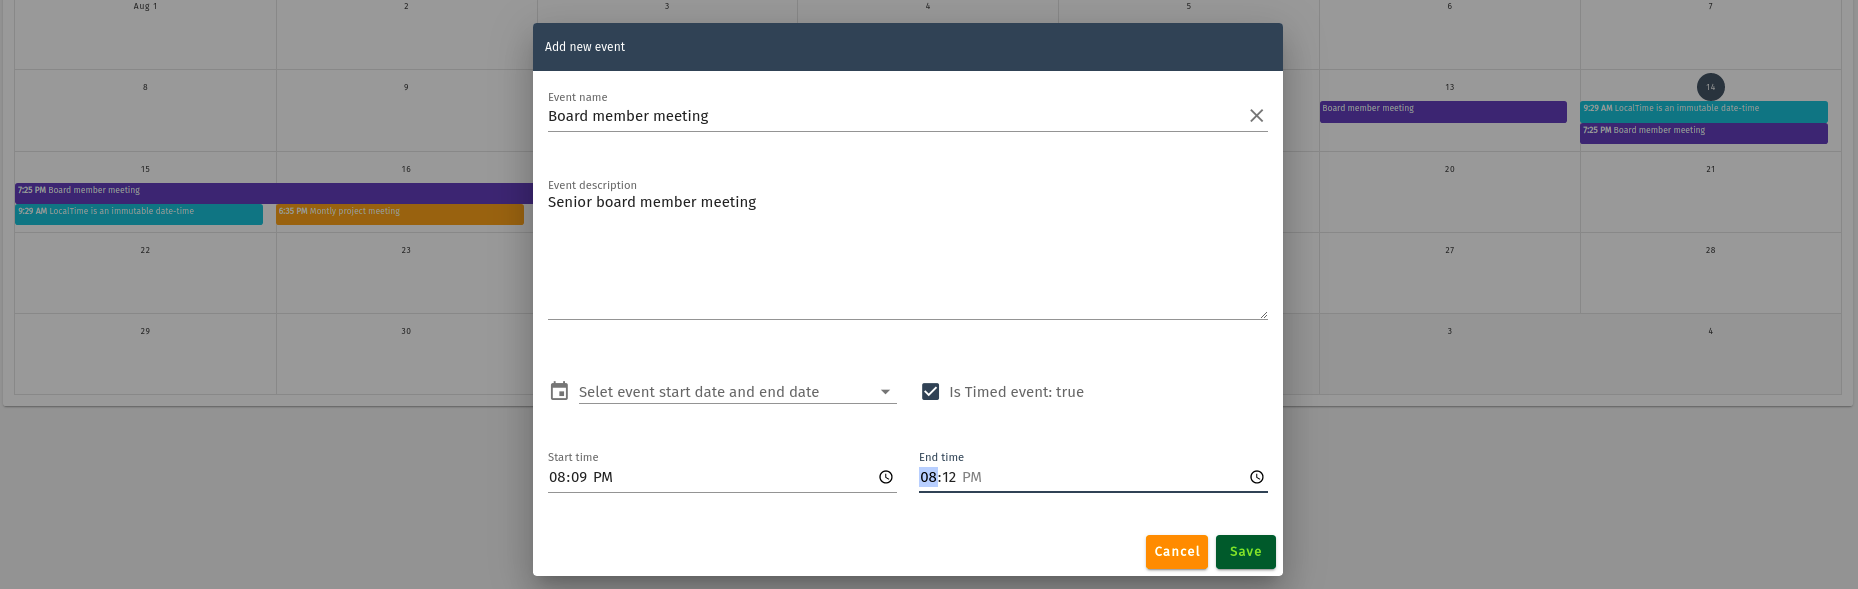 Aug 1 2 3 4 5 6 7
Add new event
8 9 13 14
Event name
Board member meeting
Board member meeting
9:29 AM LocalTime is an immutable date-time
7:25 PM Board member meeting
15 16 20 21
Event description
7:25 PM Board member meeting
Senior board member meeting
9:29 AM LocalTime is an immutable date-time
6:35 PM Montly project meeting
22 23 27 28
29 30 3 4
Selet event start date and end date
Is Timed event: true
Start time
End time
08:09 PM
08:12 PM
Cancel
Save